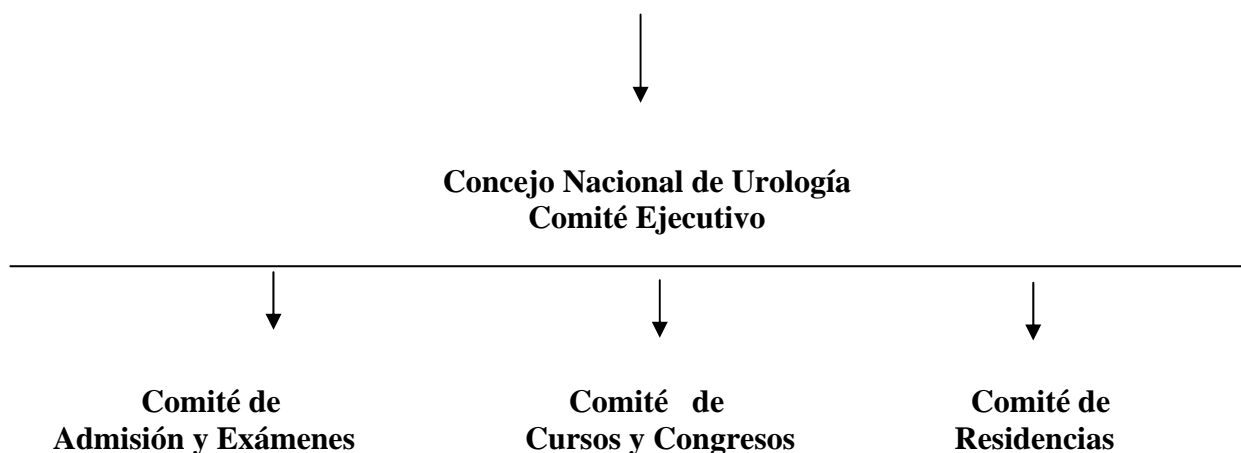 Concejo Nacional de Urología
Comité Ejecutivo
Comité de
Admisión y Exámenes
Comité de
Cursos y Congresos
Comité de
Residencias